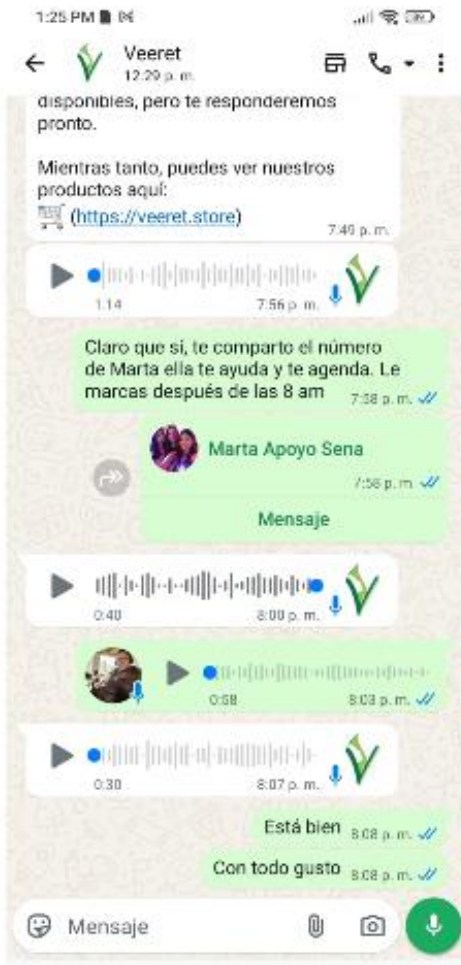 1:25 PM
Veeret
12:29 p. m.
disponibles, pero te responderemos
pronto.
Mientras tanto, puedes ver nuestros
productos aquí:
🛒 (https://veeret.store)
7:49 p. m.
1:14
7:56 p. m.
Claro que sí, te comparto el número
de Marta ella te ayuda y te agenda. Le
marcas después de las 8 am
7:58 p. m.
Marta Apoyo Sena
7:58 p. m.
Mensaje
0:40
8:00 p. m.
0:58
8:03 p. m.
0:30
8:07 p. m.
Está bien 8:08 p. m.
Con todo gusto 8:08 p. m.
Mensaje